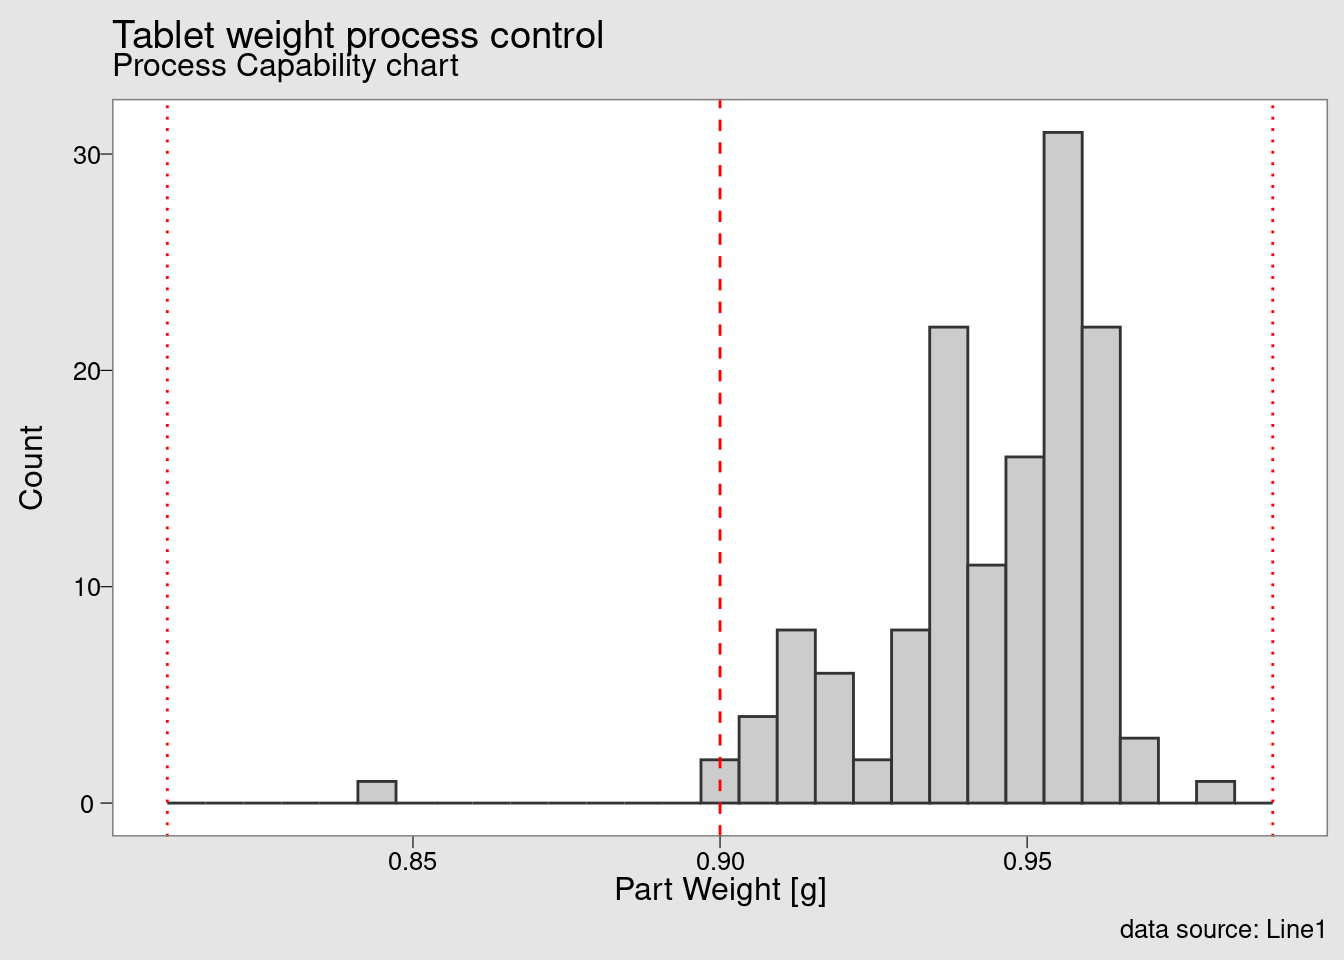 Tablet weight process control
Process Capability chart
30
20
10
0
Count
0.85 0.90 0.95
Part Weight [g]
data source: Line1